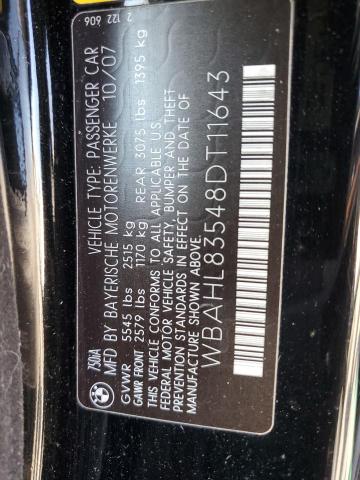 2 122 606
7500A
VEHICLE TYPE: PASSENGER CAR
MFD BY BAYERISCHE MOTORENWERKE 10/07
GVWR 5545 lbs 2515 kg
GAWR FRONT 2579 lbs 1170 kg REAR 3075 lbs 1395 kg
THIS VEHICLE CONFORMS TO ALL APPLICABLE U.S.
FEDERAL MOTOR VEHICLE SAFETY, BUMPER AND THEFT
PREVENTION STANDARDS IN EFFECT ON THE DATE OF
MANUFACTURE SHOWN ABOVE.
WBAHL83548DT11643